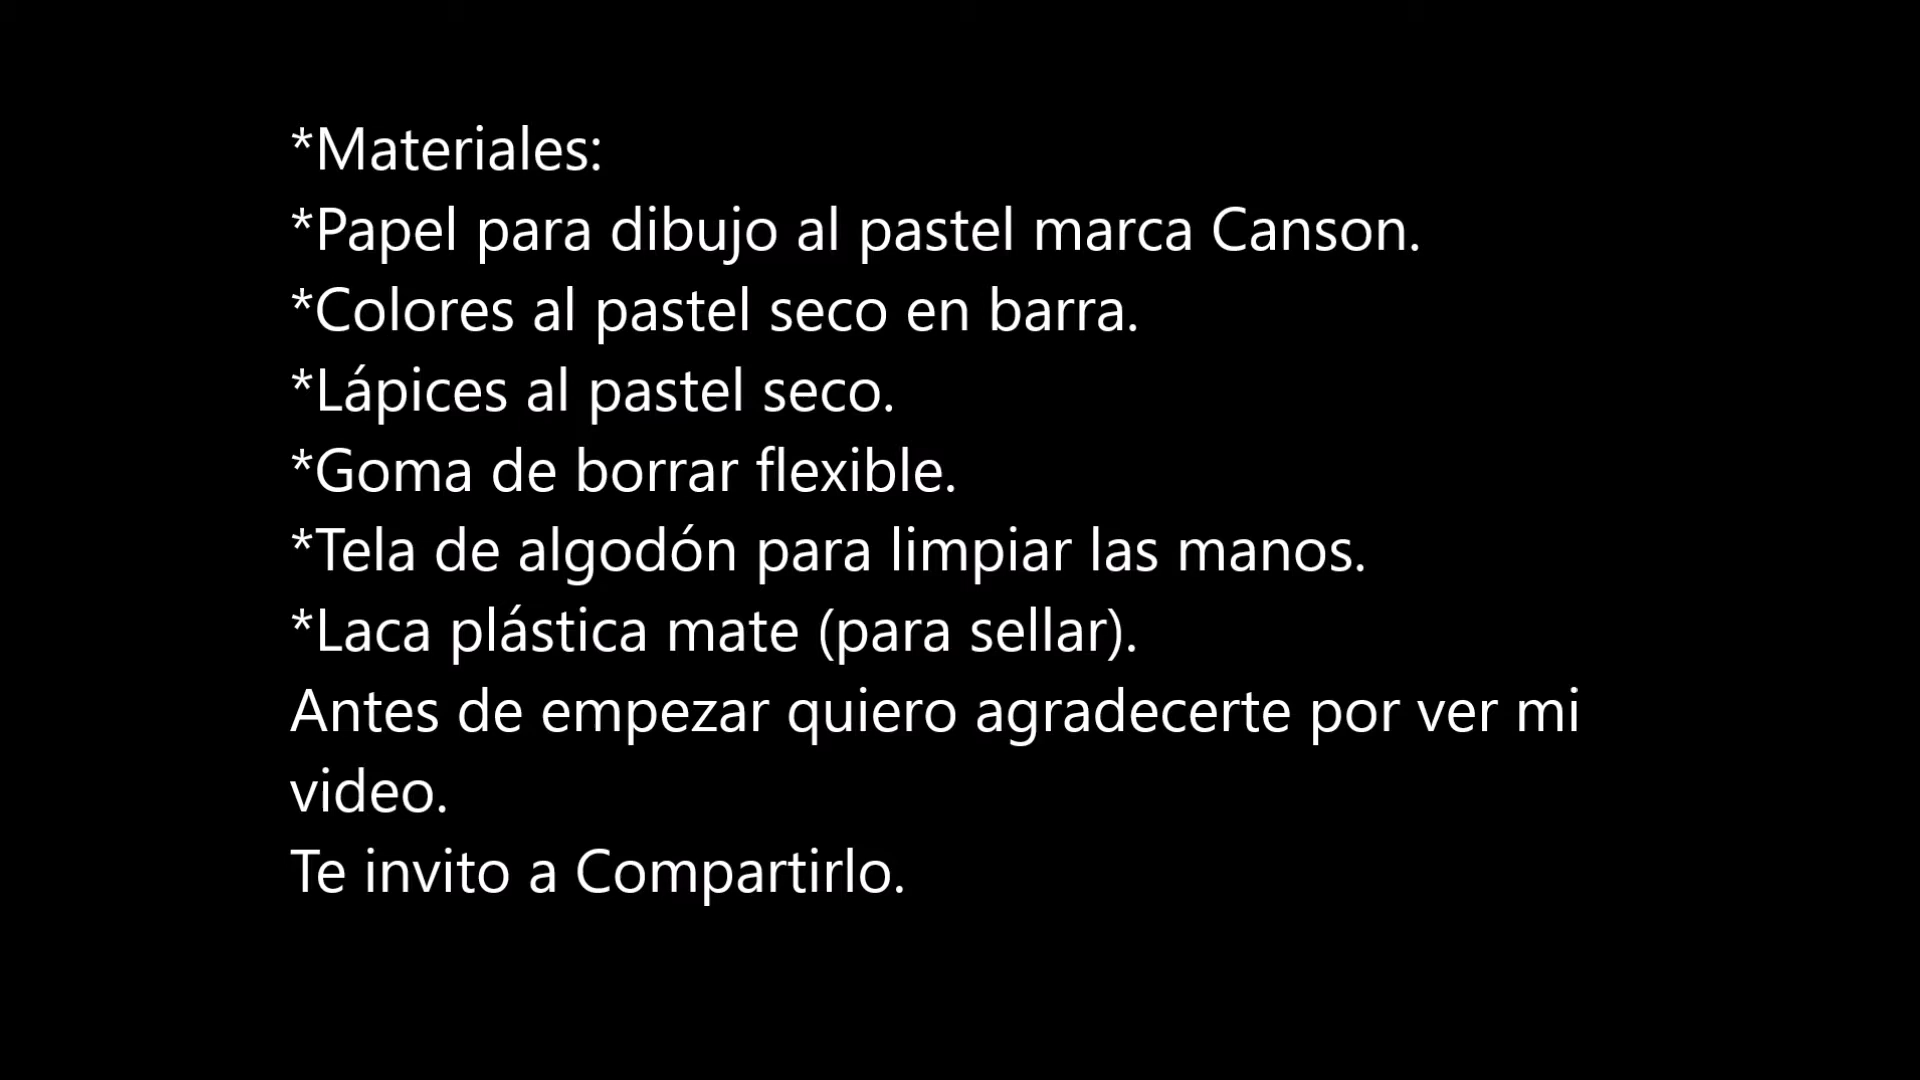 *Materiales:
*Papel para dibujo al pastel marca Canson.
*Colores al pastel seco en barra.
*Lápices al pastel seco.
*Goma de borrar flexible.
*Tela de algodón para limpiar las manos.
*Laca plástica mate (para sellar).
Antes de empezar quiero agradecerte por ver mi
video.
Te invito a Compartirlo.